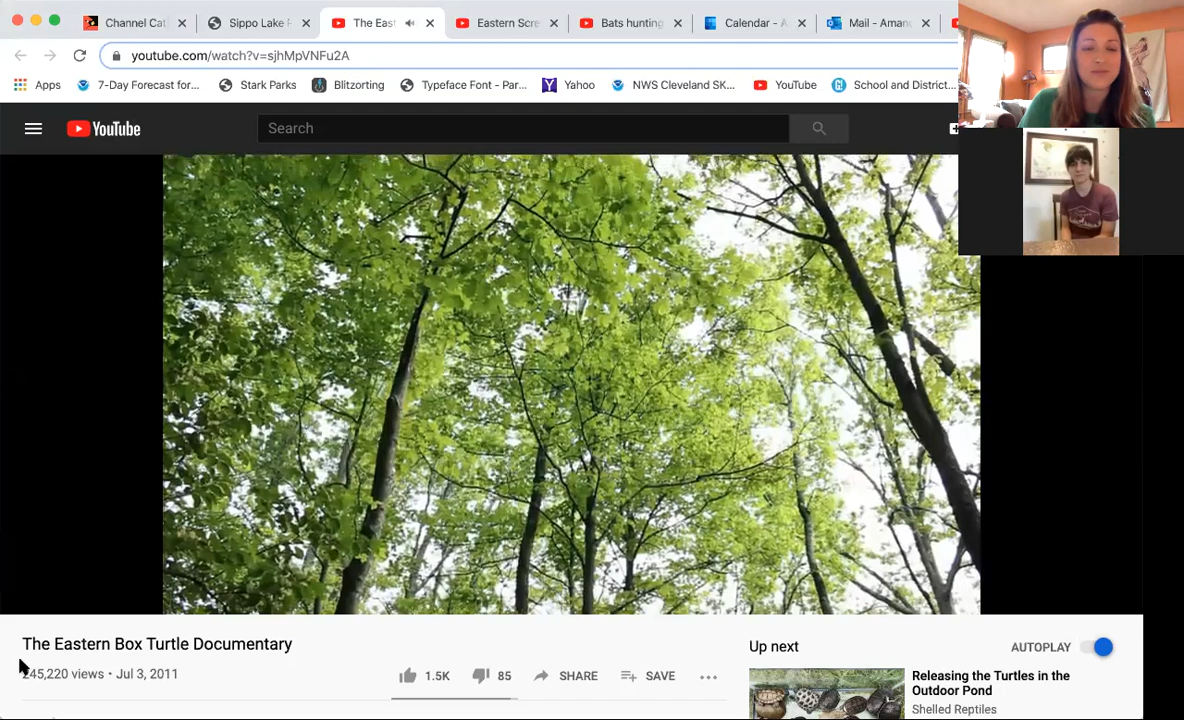 Channel Cat
Sippo Lake
The East
Eastern Scre
Bats hunting
Calendar - A
Mail - Aman
youtube.com/watch?v=sjhMpVNFu2A
Apps
7-Day Forecast for...
Stark Parks
Blitzorting
Typeface Font - Par...
Yahoo
NWS Cleveland SK...
YouTube
School and District...
YouTube
Search
The Eastern Box Turtle Documentary
245,220 views • Jul 3, 2011
1.5K
85
SHARE
SAVE
Up next
AUTOPLAY
Releasing the Turtles in the
Outdoor Pond
Shelled Reptiles